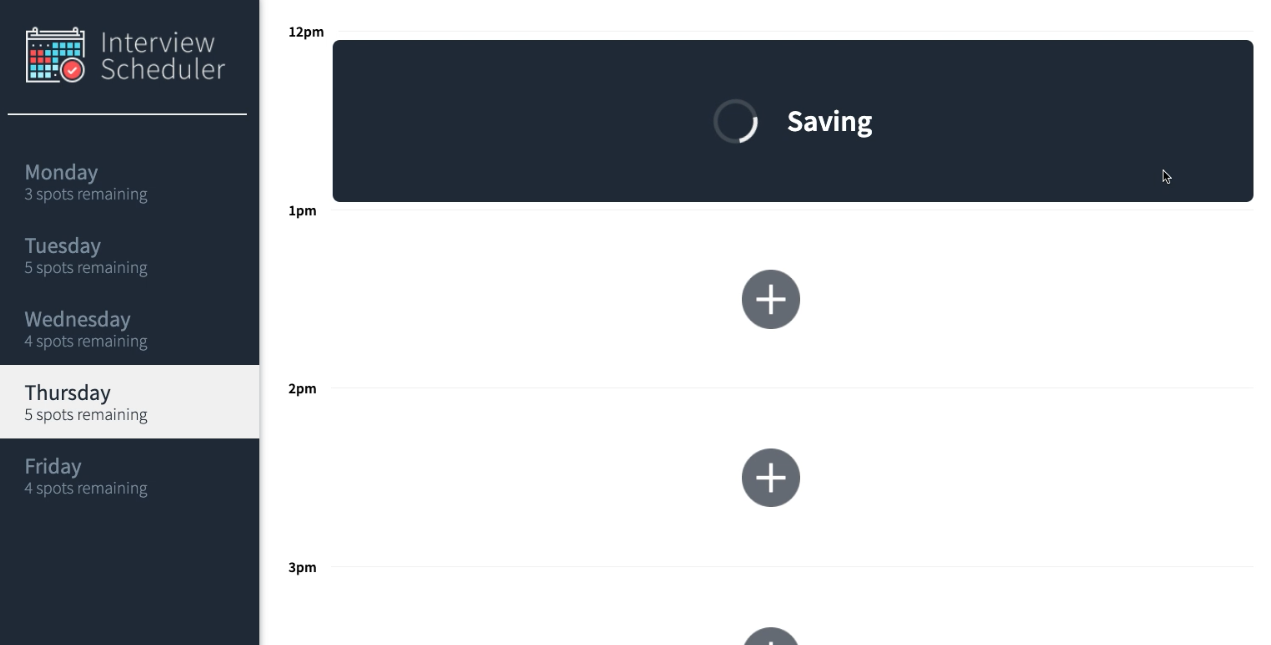 Interview
Scheduler
Monday
3 spots remaining
Tuesday
5 spots remaining
Wednesday
4 spots remaining
Thursday
5 spots remaining
Friday
4 spots remaining
12pm
Saving
1pm
2pm
3pm